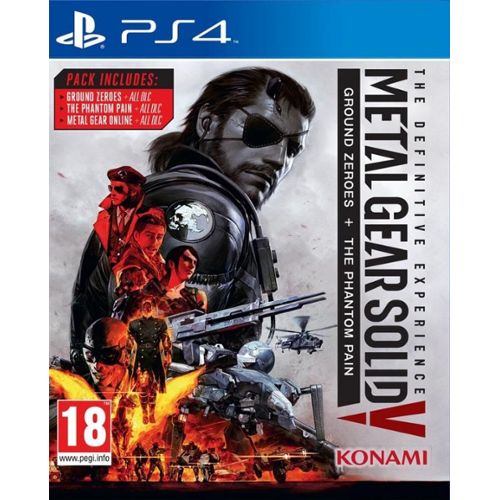 PS4
PACK INCLUDES:
GROUND ZEROES + ALL DLC
THE PHANTOM PAIN + ALL DLC
METAL GEAR ONLINE + ALL DLC
THE DEFINITIVE EXPERIENCE
METAL GEAR SOLID V
GROUND ZEROES + THE PHANTOM PAIN
18
www.pegi.info
KONAMI